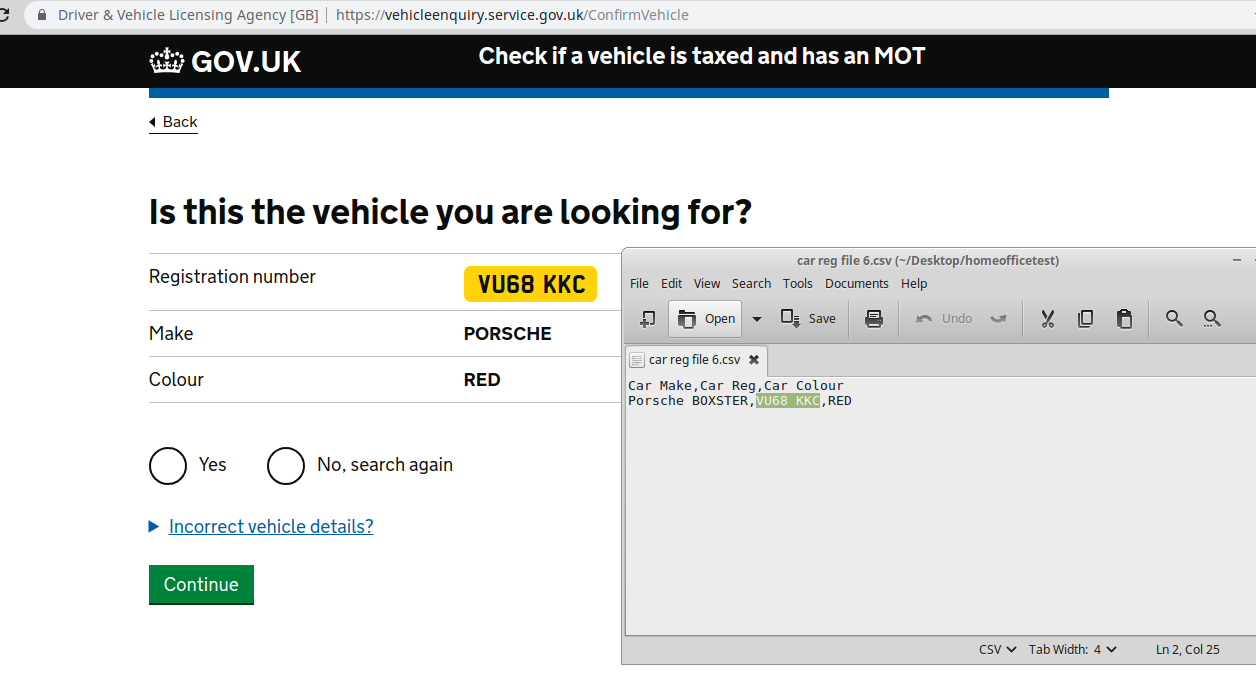 Driver & Vehicle Licensing Agency [GB] | https://vehicleenquiry.service.gov.uk/ConfirmVehicle
GOV.UK
Check if a vehicle is taxed and has an MOT
Back
Is this the vehicle you are looking for?
Registration number VU68 KKC
Make PORSCHE
Colour RED
Yes No, search again
Incorrect vehicle details?
Continue
car reg file 6.csv (~/Desktop/homeofficetest)
File Edit View Search Tools Documents Help
Open Save Undo
car reg file 6.csv
Car Make,Car Reg,Car Colour
Porsche BOXSTER,VU68 KKC,RED
CSV Tab Width: 4 Ln 2, Col 25